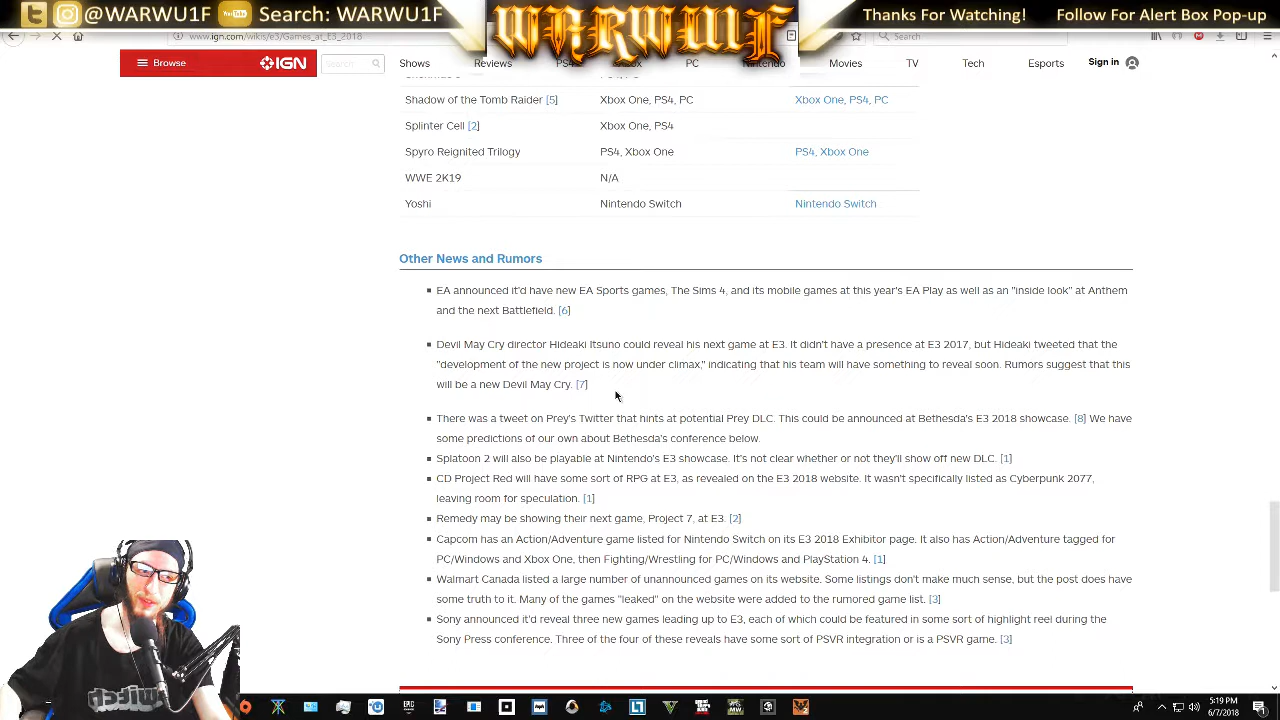 @WARWU1F You Tube Search: WARWU1F
WARWU1F
Thanks For Watching! Follow For Alert Box Pop-up
www.ign.com/wikis/e3/Games_at_E3_2018
Search
Browse IGN Search Shows Reviews PS4 Xbox PC Nintendo Movies TV Tech Esports Sign in
Shadow of the Tomb Raider [5] Xbox One, PS4, PC Xbox One, PS4, PC
Splinter Cell [2] Xbox One, PS4
Spyro Reignited Trilogy PS4, Xbox One PS4, Xbox One
WWE 2K19 N/A
Yoshi Nintendo Switch Nintendo Switch
Other News and Rumors
EA announced it'd have new EA Sports games, The Sims 4, and its mobile games at this year's EA Play as well as an "inside look" at Anthem
and the next Battlefield. [6]
Devil May Cry director Hideaki Itsuno could reveal his next game at E3. It didn't have a presence at E3 2017, but Hideaki tweeted that the
"development of the new project is now under climax," indicating that his team will have something to reveal soon. Rumors suggest that this
will be a new Devil May Cry. [7]
There was a tweet on Prey's Twitter that hints at potential Prey DLC. This could be announced at Bethesda's E3 2018 showcase. [8] We have
some predictions of our own about Bethesda's conference below.
Splatoon 2 will also be playable at Nintendo's E3 showcase. It's not clear whether or not they'll show off new DLC. [1]
CD Project Red will have some sort of RPG at E3, as revealed on the E3 2018 website. It wasn't specifically listed as Cyberpunk 2077,
leaving room for speculation. [1]
Remedy may be showing their next game, Project 7, at E3. [2]
Capcom has an Action/Adventure game listed for Nintendo Switch on its E3 2018 Exhibitor page. It also has Action/Adventure tagged for
PC/Windows and Xbox One, then Fighting/Wrestling for PC/Windows and PlayStation 4. [1]
Walmart Canada listed a large number of unannounced games on its website. Some listings don't make much sense, but the post does have
some truth to it. Many of the games "leaked" on the website were added to the rumored game list. [3]
Sony announced it'd reveal three new games leading up to E3, each of which could be featured in some sort of highlight reel during the
Sony Press conference. Three of the four of these reveals have some sort of PSVR integration or is a PSVR game. [3]
5:19 PM
6/7/2018